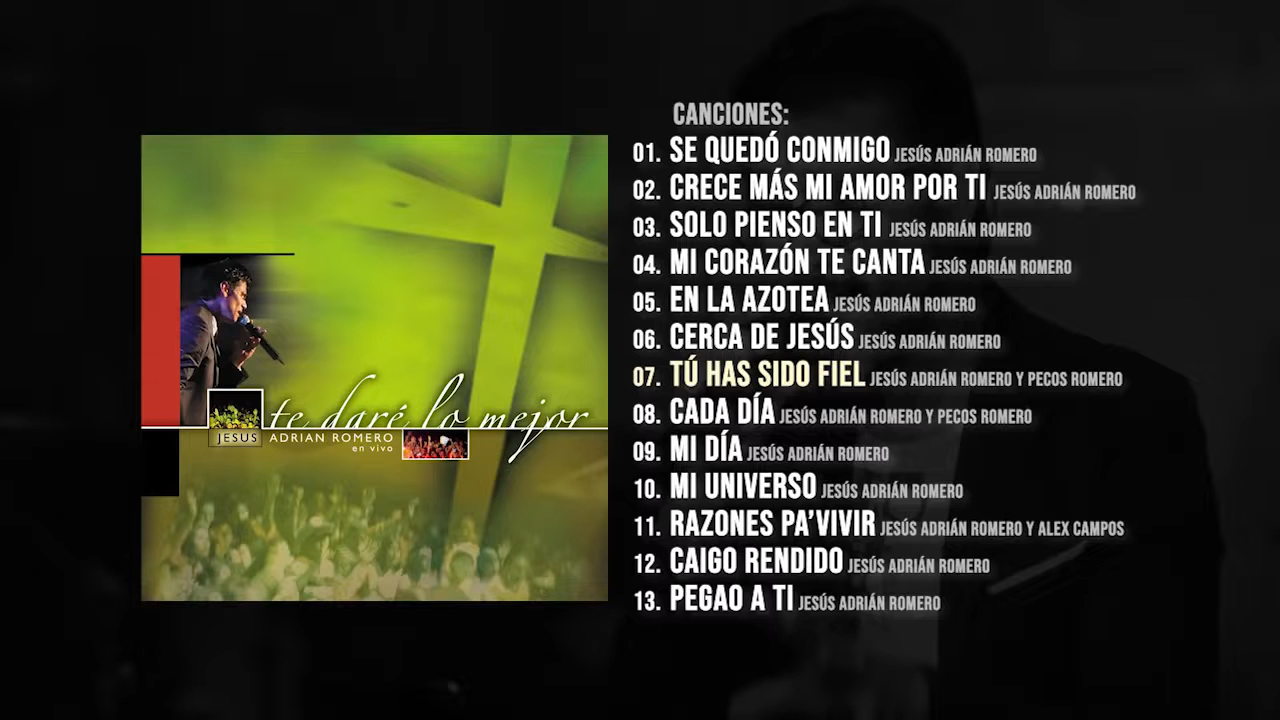 te daré lo mejor
JESUS ADRIAN ROMERO
en vivo
CANCIONES:
01. SE QUEDÓ CONMIGO JESÚS ADRIÁN ROMERO
02. CRECE MÁS MI AMOR POR TI JESÚS ADRIÁN ROMERO
03. SOLO PIENSO EN TI JESÚS ADRIÁN ROMERO
04. MI CORAZÓN TE CANTA JESÚS ADRIÁN ROMERO
05. EN LA AZOTEA JESÚS ADRIÁN ROMERO
06. CERCA DE JESÚS JESÚS ADRIÁN ROMERO
07. TÚ HAS SIDO FIEL JESÚS ADRIÁN ROMERO Y PECOS ROMERO
08. CADA DÍA JESÚS ADRIÁN ROMERO Y PECOS ROMERO
09. MI DÍA JESÚS ADRIÁN ROMERO
10. MI UNIVERSO JESÚS ADRIÁN ROMERO
11. RAZONES PA'VIVIR JESÚS ADRIÁN ROMERO Y ALEX CAMPOS
12. CAIGO RENDIDO JESÚS ADRIÁN ROMERO
13. PEGAO A TI JESÚS ADRIÁN ROMERO